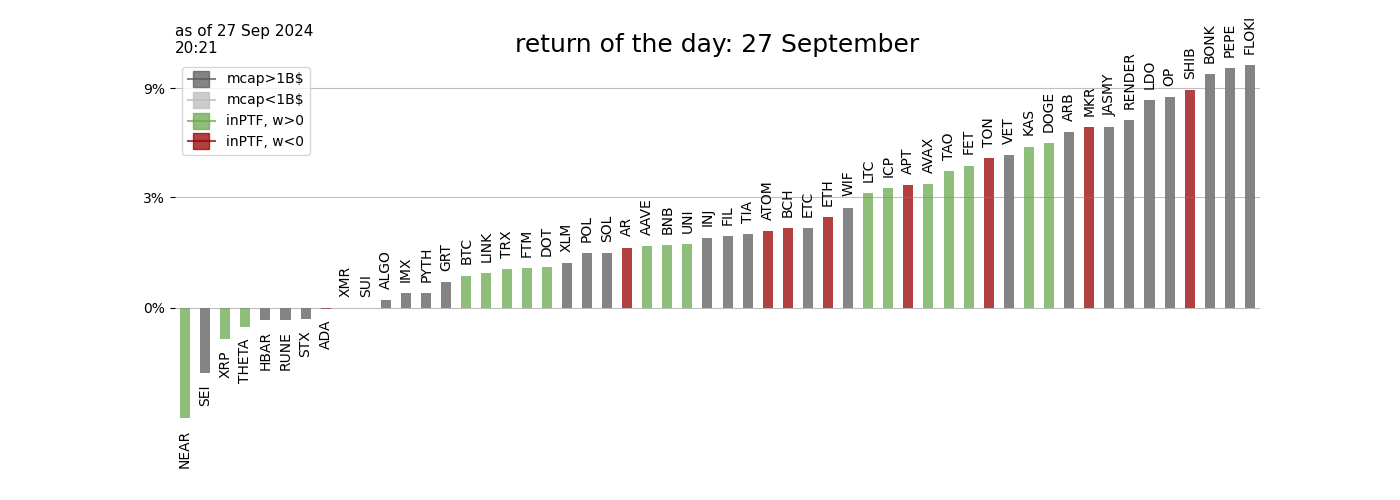 as of 27 Sep 2024
20:21
return of the day: 27 September
mcap>1B$
mcap<1B$
inPTF, w>0
inPTF, w<0
9%
3%
0%
NEAR
SEI
XRP
THETA
HBAR
RUNE
STX
ADA
XMR
SUI
ALGO
IMX
PYTH
GRT
BTC
LINK
TRX
FTM
DOT
XLM
POL
SOL
AR
AAVE
BNB
UNI
INJ
FIL
TIA
ATOM
BCH
ETC
ETH
WIF
LTC
ICP
APT
AVAX
TAO
FET
TON
VET
KAS
DOGE
ARB
MKR
JASMY
RENDER
LDO
OP
SHIB
BONK
PEPE
FLOKI